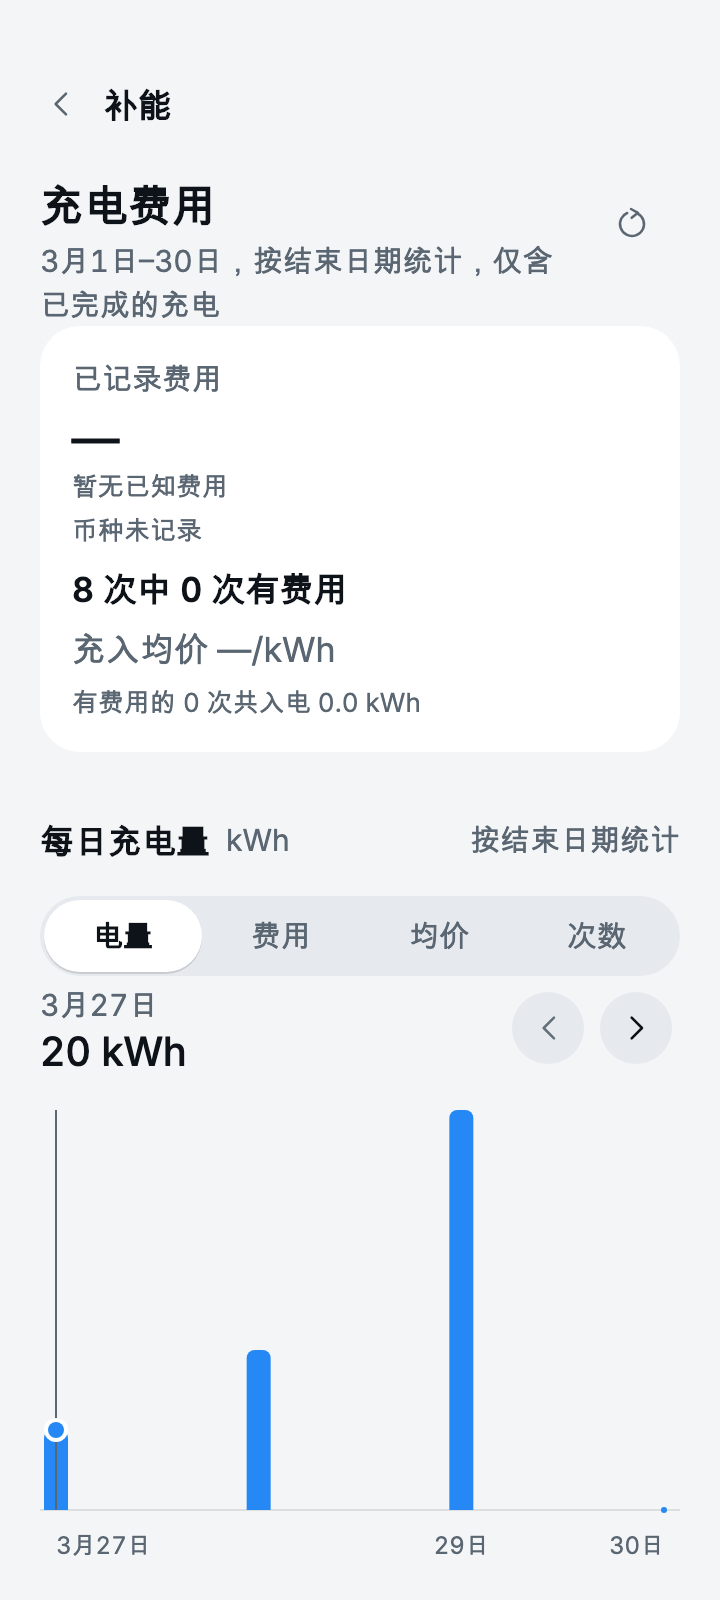 补能
充电费用
3月1日–30日，按结束日期统计，仅含
已完成的充电
已记录费用
—
暂无已知费用
币种未记录
8 次中 0 次有费用
充入均价 —/kWh
有费用的 0 次共入电 0.0 kWh
每日充电量 kWh 按结束日期统计
电量 费用 均价 次数
3月27日
20 kWh
3月27日 29日 30日